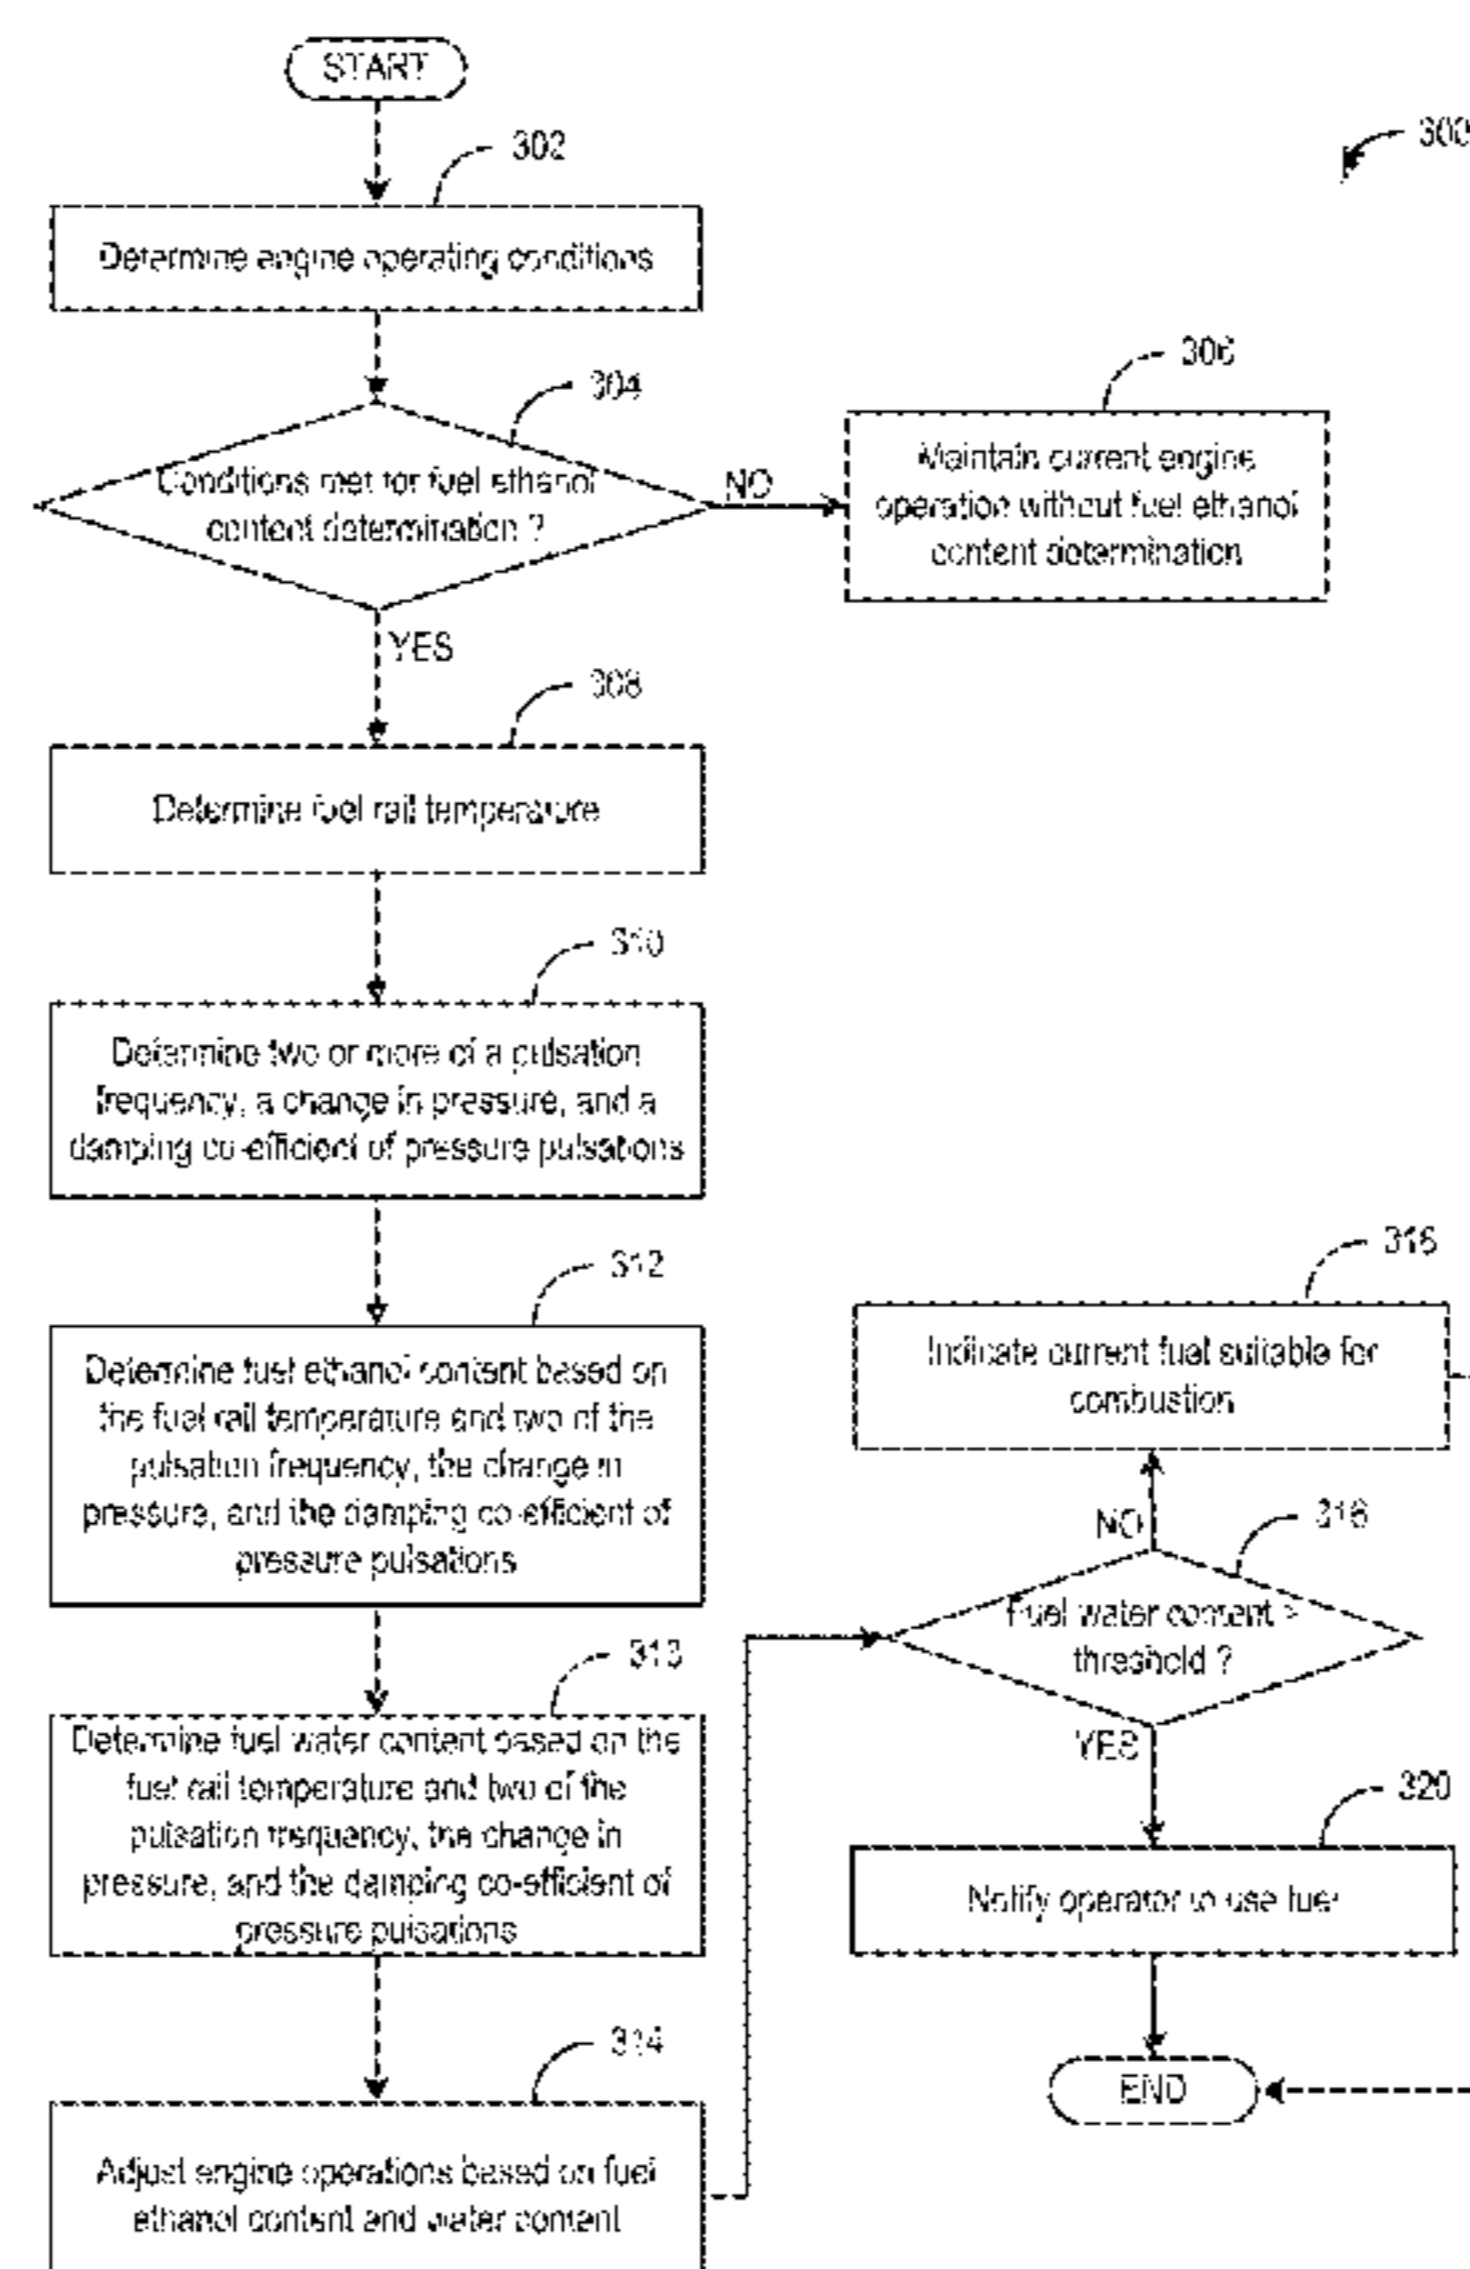 START
302
300
Determine engine operating conditions
304
306
Conditions met for fuel ethanol
content determination ?
NO
Maintain current engine
operation without fuel ethanol
content determination
YES
308
Determine fuel rail temperature
310
Determine two or more of a pulsation
frequency, a change in pressure, and a
damping co-efficient of pressure pulsations
312
Determine fuel ethanol content based on
the fuel rail temperature and two of the
pulsation frequency, the change in
pressure, and the damping co-efficient of
pressure pulsations
313
Determine fuel water content based on the
fuel rail temperature and two of the
pulsation frequency, the change in
pressure, and the damping co-efficient of
pressure pulsations
314
Adjust engine operations based on fuel
ethanol content and water content
Indicate current fuel suitable for
combustion
NO
316
Fuel water content >
threshold ?
YES
320
Notify operator to use fuel
END